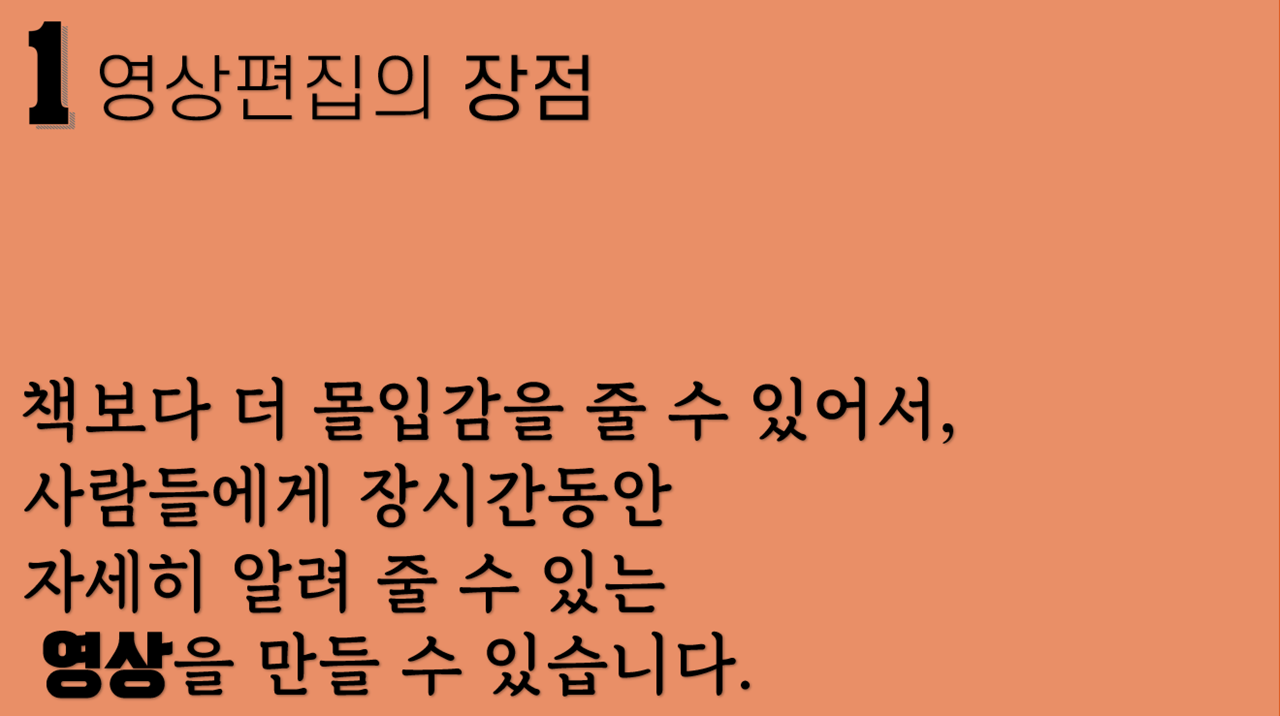 1 영상편집의 장점
책보다 더 몰입감을 줄 수 있어서,
사람들에게 장시간동안
자세히 알려 줄 수 있는
영상을 만들 수 있습니다.